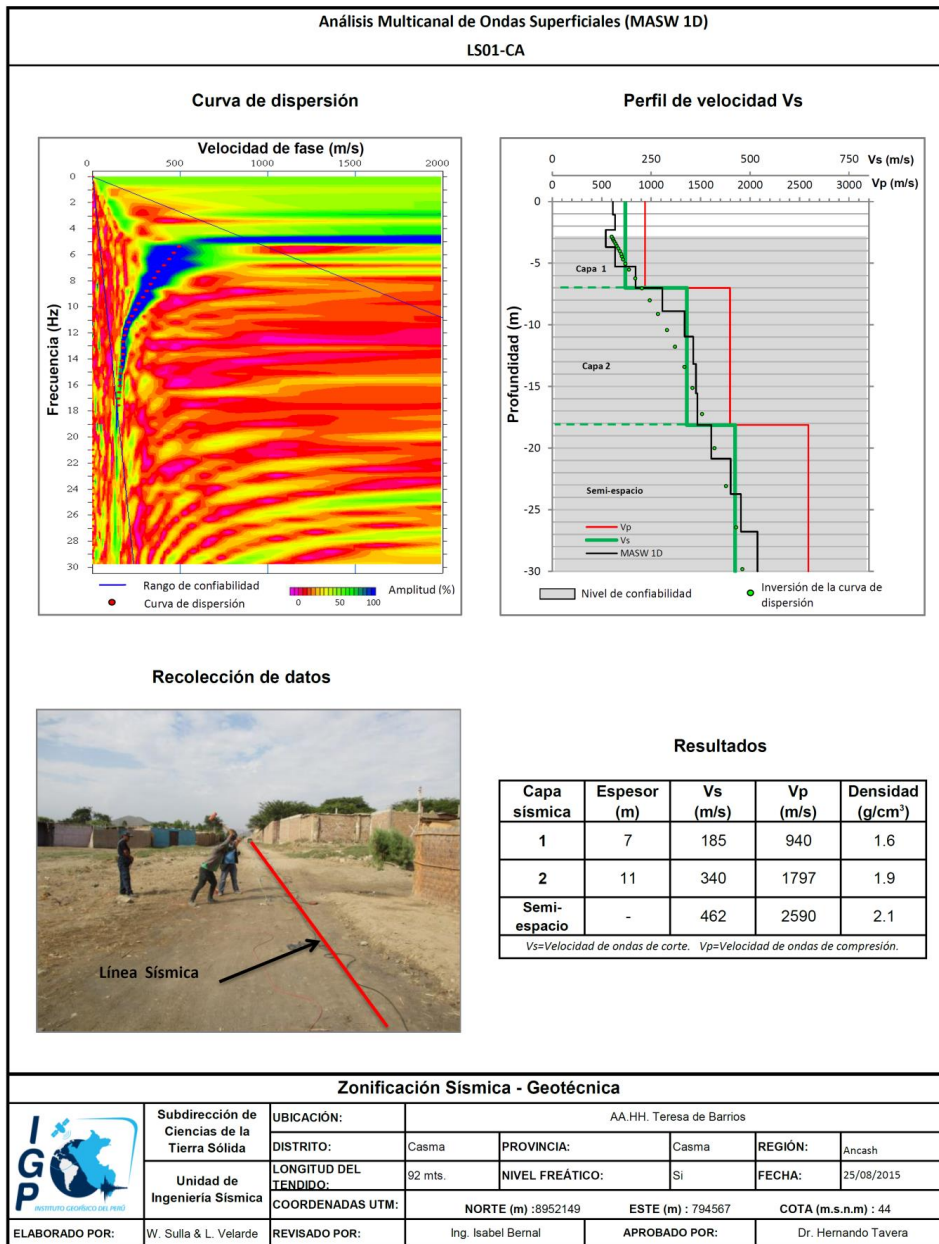 Análisis Multicanal de Ondas Superficiales (MASW 1D)
LS01-CA
Curva de dispersión
Velocidad de fase (m/s)
0 500 1000 2000
Frecuencia (Hz)
0
2
4
6
8
10
12
14
16
18
20
22
24
26
28
30
Rango de confiabilidad
Curva de dispersión
Amplitud (%)
0 50 100
Perfil de velocidad Vs
0 250 500 750 Vs (m/s)
0 500 1000 1500 2000 2500 3000 Vp (m/s)
Profundidad (m)
0
-5
-10
-15
-20
-25
-30
Capa 1
Capa 2
Semi-espacio
Vp
Vs
MASW 1D
Nivel de confiabilidad
Inversión de la curva de
dispersión
Recolección de datos
Línea Sísmica
Resultados
Capa sísmica Espesor (m) Vs (m/s) Vp (m/s) Densidad (g/cm³)
1 7 185 940 1.6
2 11 340 1797 1.9
Semi-espacio - 462 2590 2.1
Vs=Velocidad de ondas de corte. Vp=Velocidad de ondas de compresión.
Zonificación Sísmica - Geotécnica
IGP
INSTITUTO GEOFÍSICO DEL PERÚ
Subdirección de
Ciencias de la
Tierra Sólida
Unidad de
Ingeniería Sísmica
UBICACIÓN: AA.HH. Teresa de Barrios
DISTRITO: Casma PROVINCIA: Casma REGIÓN: Ancash
LONGITUD DEL TENDIDO: 92 mts. NIVEL FREÁTICO: Si FECHA: 25/08/2015
COORDENADAS UTM: NORTE (m) :8952149 ESTE (m) : 794567 COTA (m.s.n.m) : 44
ELABORADO POR: W. Sulla & L. Velarde REVISADO POR: Ing. Isabel Bernal APROBADO POR: Dr. Hernando Tavera